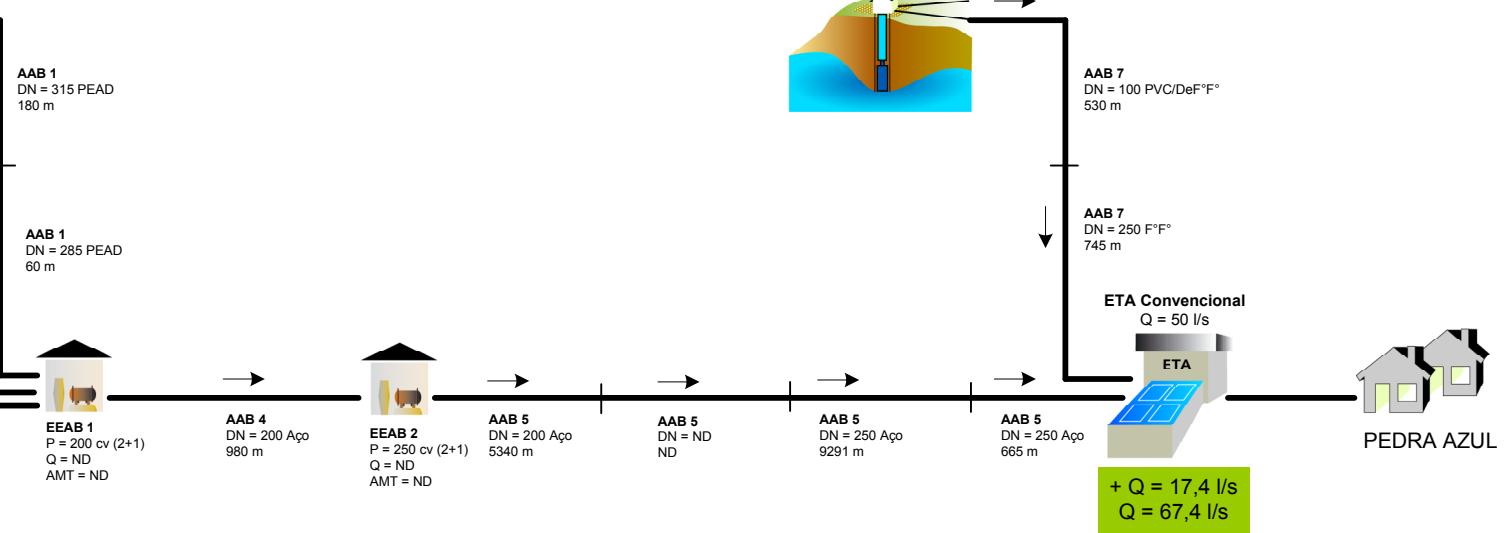 AAB 1
DN = 315 PEAD
180 m
AAB 7
DN = 100 PVC/DeF°F°
530 m
AAB 1
DN = 285 PEAD
60 m
AAB 7
DN = 250 F°F°
745 m
ETA Convencional
Q = 50 l/s
ETA
EEAB 1
P = 200 cv (2+1)
Q = ND
AMT = ND
AAB 4
DN = 200 Aço
980 m
EEAB 2
P = 250 cv (2+1)
Q = ND
AMT = ND
AAB 5
DN = 200 Aço
5340 m
AAB 5
DN = ND
ND
AAB 5
DN = 250 Aço
9291 m
AAB 5
DN = 250 Aço
665 m
PEDRA AZUL
+ Q = 17,4 l/s
Q = 67,4 l/s